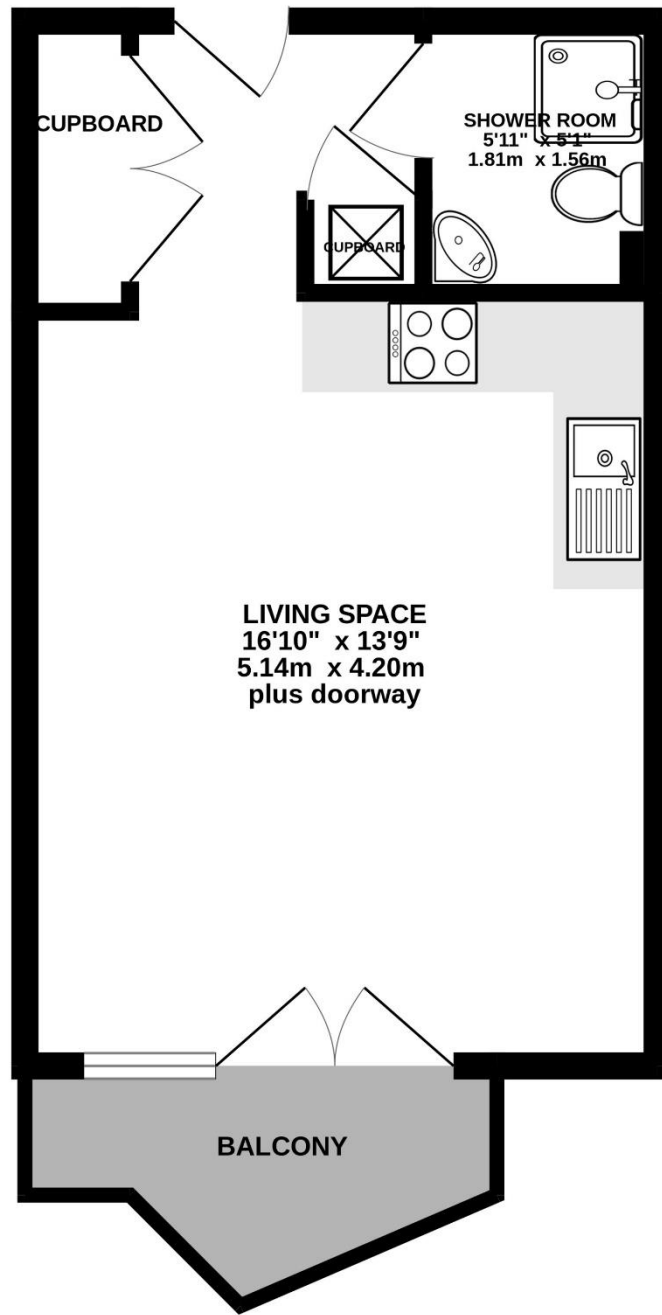 CUPBOARD
SHOWER ROOM
5'11" x 5'1"
1.81m x 1.56m
CUPBOARD
LIVING SPACE
16'10" x 13'9"
5.14m x 4.20m
plus doorway
BALCONY